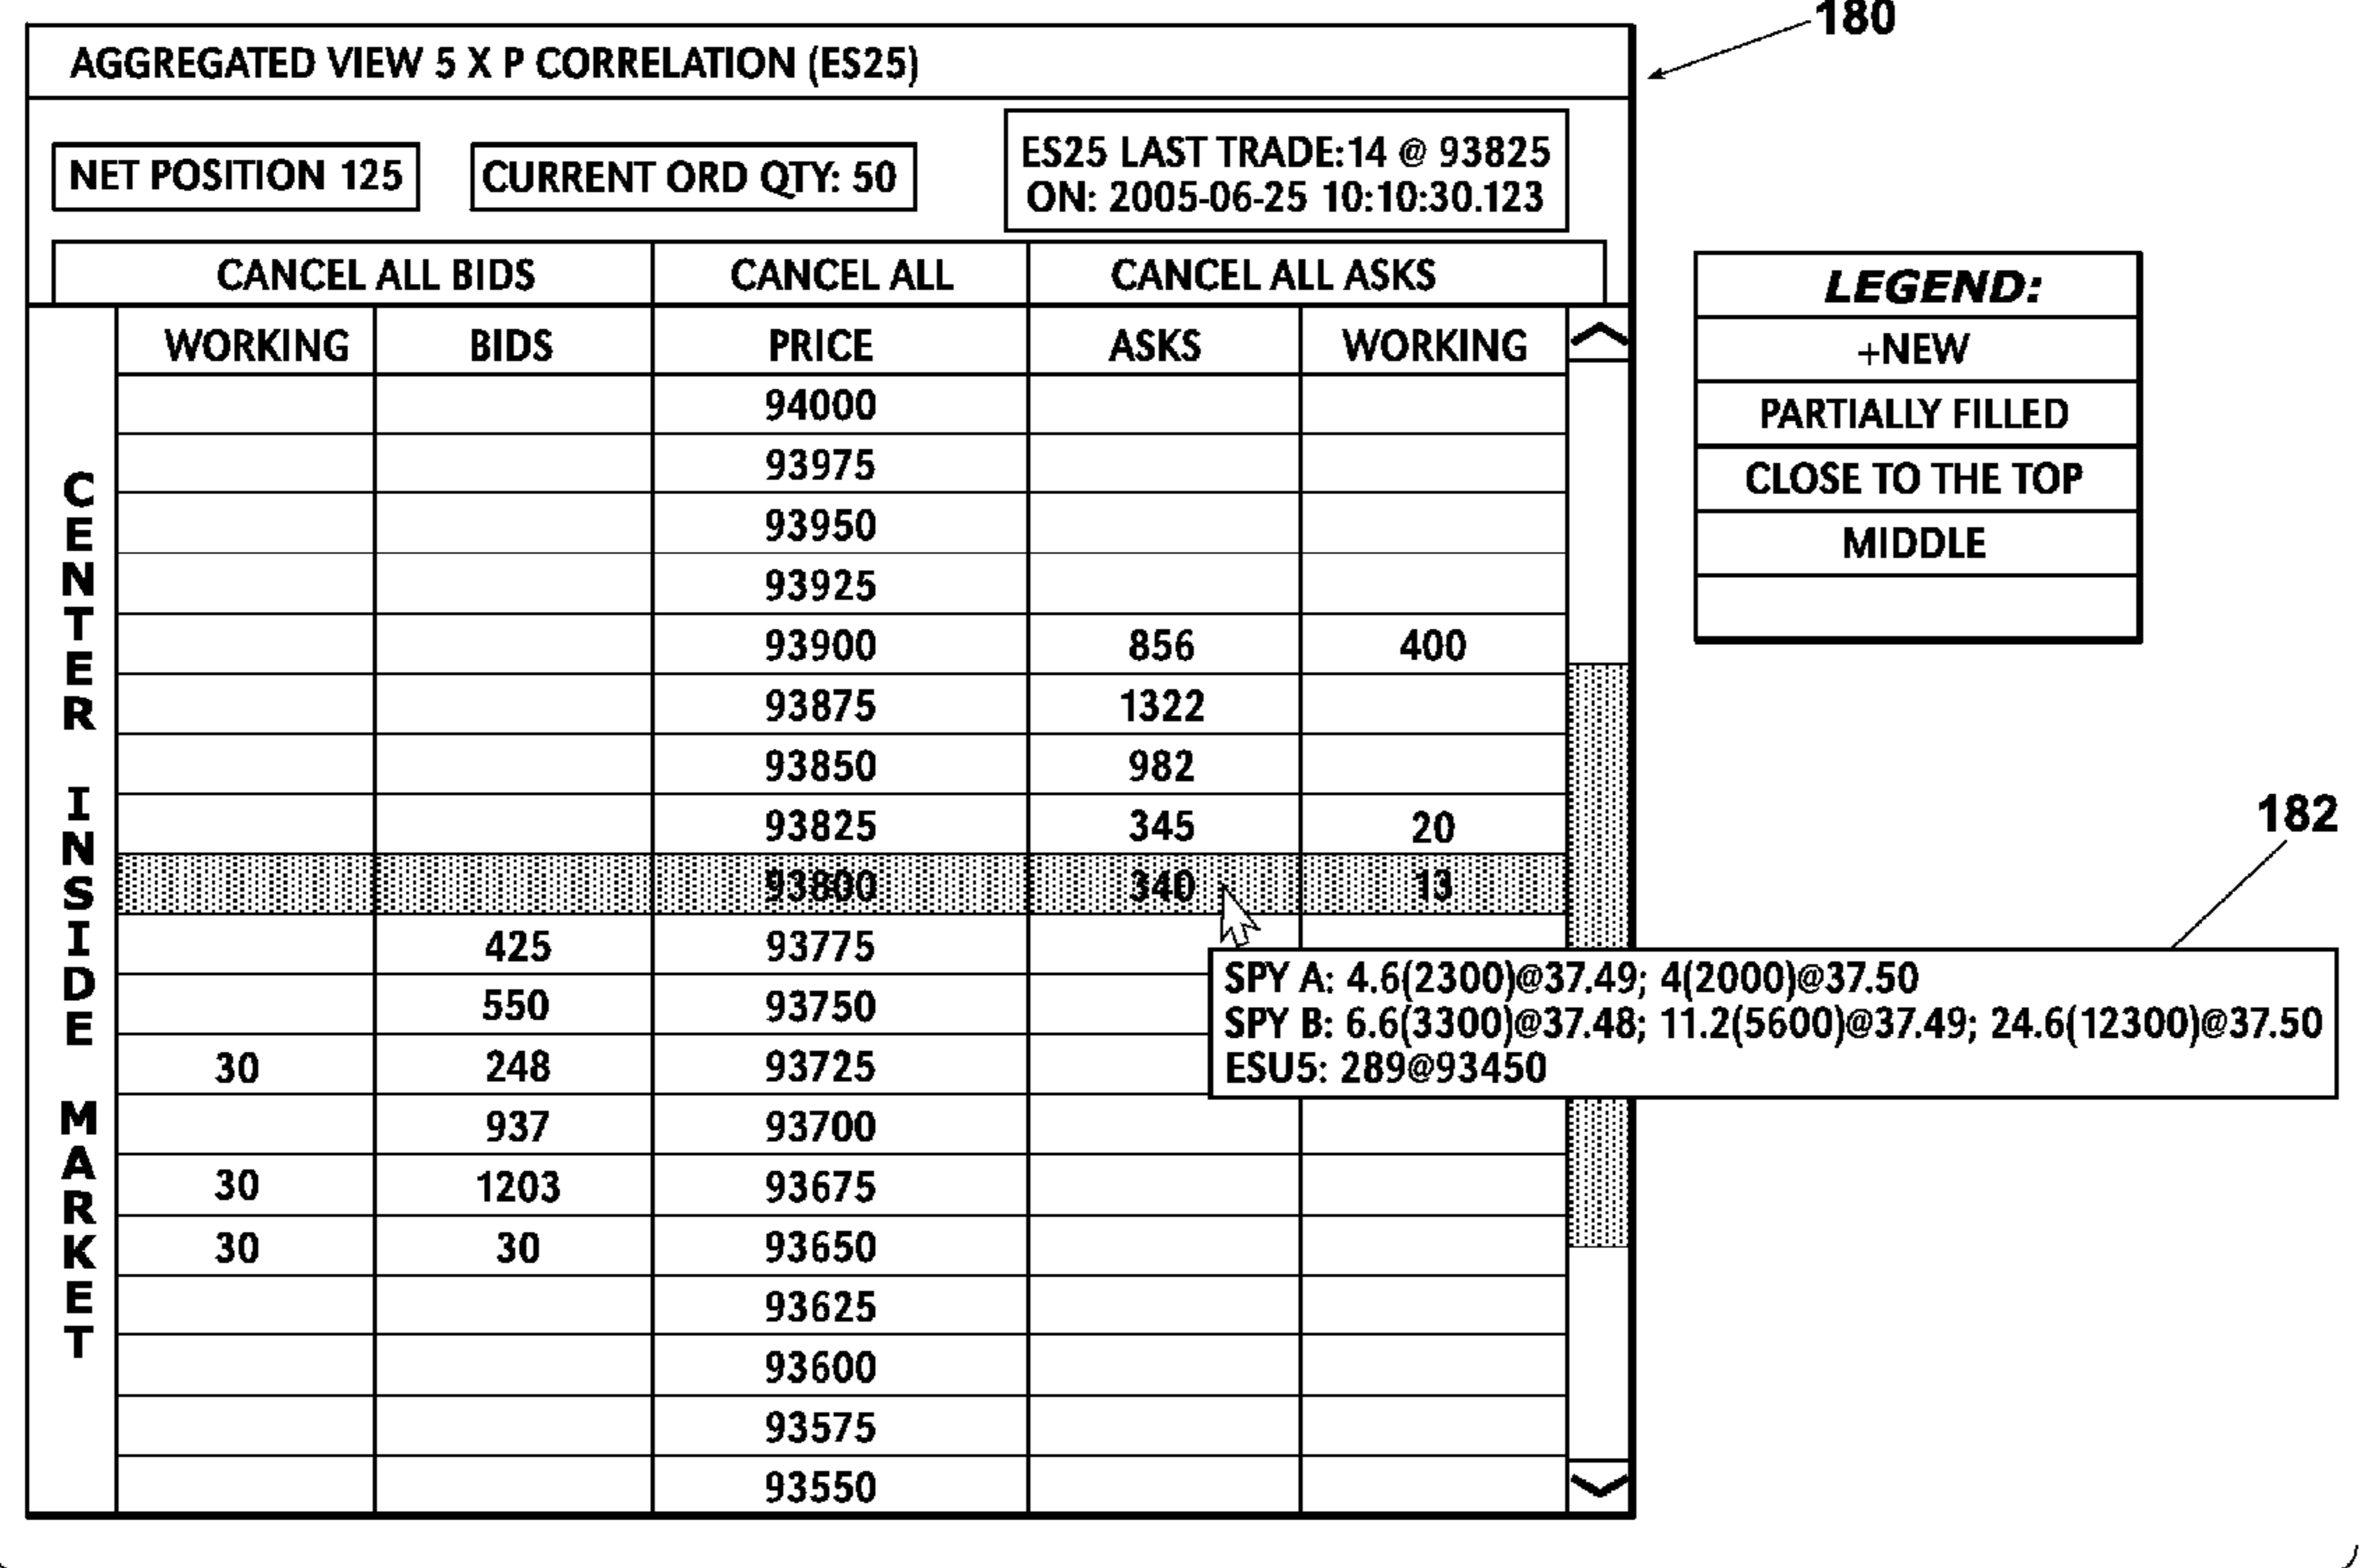 180
AGGREGATED VIEW 5 X P CORRELATION (ES25)
NET POSITION 125
CURRENT ORD QTY: 50
ES25 LAST TRADE:14 @ 93825
ON: 2005-06-25 10:10:30.123
CANCEL ALL BIDS CANCEL ALL CANCEL ALL ASKS
CENTER INSIDE MARKET
WORKING BIDS PRICE ASKS WORKING
94000
93975
93950
93925
93900 856 400
93875 1322
93850 982
93825 345 20
93800 340 13
425 93775
550 93750
30 248 93725
937 93700
30 1203 93675
30 30 93650
93625
93600
93575
93550
LEGEND:
+NEW
PARTIALLY FILLED
CLOSE TO THE TOP
MIDDLE
182
SPY A: 4.6(2300)@37.49; 4(2000)@37.50
SPY B: 6.6(3300)@37.48; 11.2(5600)@37.49; 24.6(12300)@37.50
ESU5: 289@93450